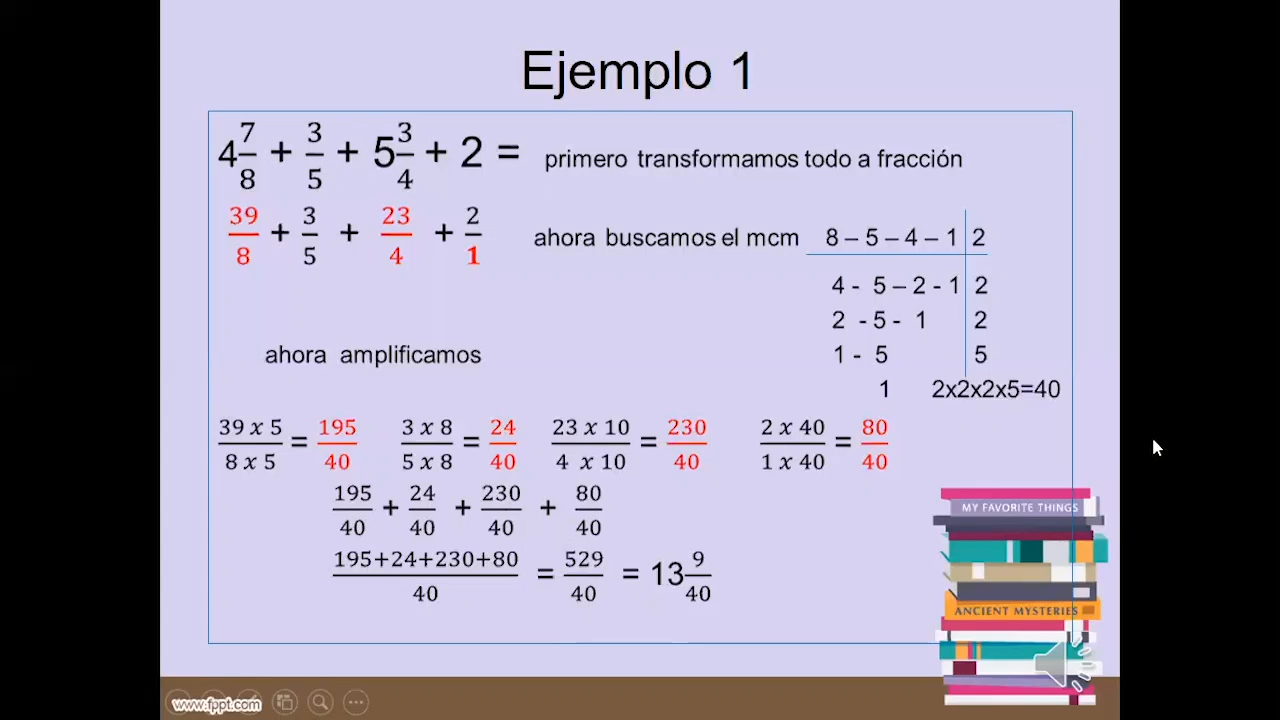 Ejemplo 1
4 7/8 + 3/5 + 5 3/4 + 2 = primero transformamos todo a fracción
39/8 + 3/5 + 23/4 + 2/1 ahora buscamos el mcm 8 – 5 – 4 – 1 2
4 - 5 – 2 - 1 2
2 - 5 - 1 2
ahora amplificamos 1 - 5 5
1 2x2x2x5=40
39 x 5/8 x 5 = 195/40 3 x 8/5 x 8 = 24/40 23 x 10/4 x 10 = 230/40 2 x 40/1 x 40 = 80/40
195/40 + 24/40 + 230/40 + 80/40
195+24+230+80/40 = 529/40 = 13 9/40
MY FAVORITE THINGS
ANCIENT MYSTERIES
www.fppt.com